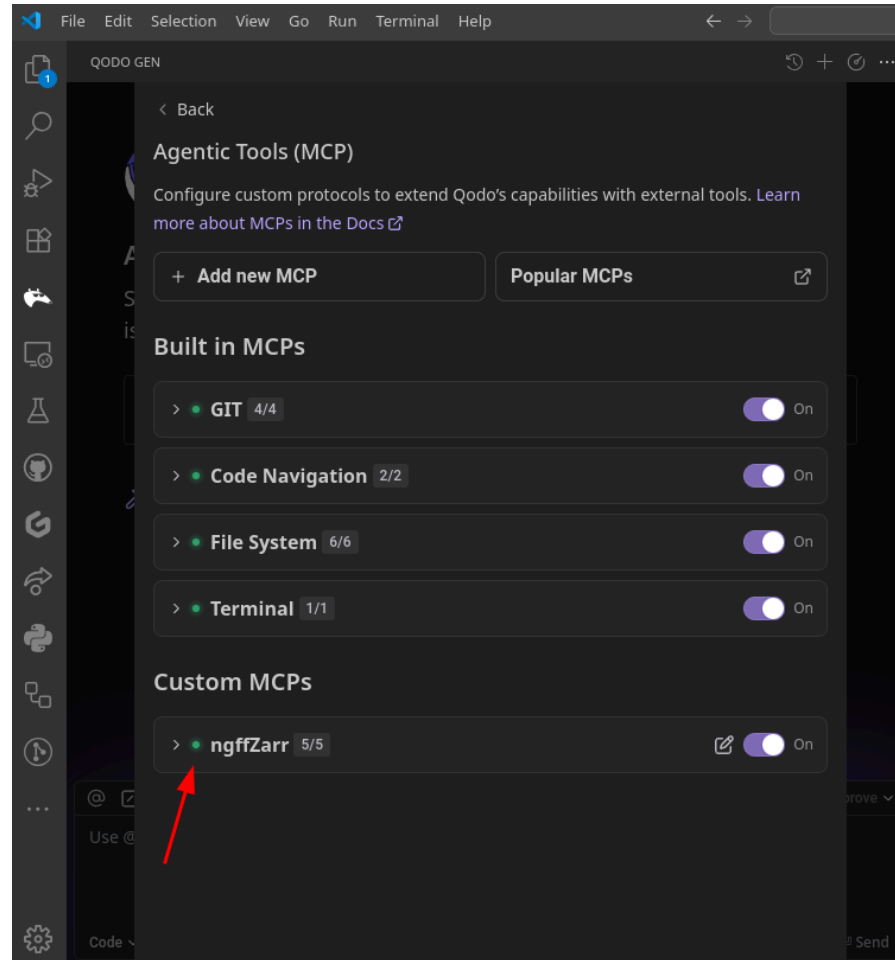 File Edit Selection View Go Run Terminal Help
QODO GEN
1
Back
Agentic Tools (MCP)
Configure custom protocols to extend Qodo's capabilities with external tools. Learn
more about MCPs in the Docs
+ Add new MCP
Popular MCPs
Built in MCPs
GIT 4/4 On
Code Navigation 2/2 On
File System 6/6 On
Terminal 1/1 On
Custom MCPs
ngffZarr 5/5 On
Use @
Code
Send